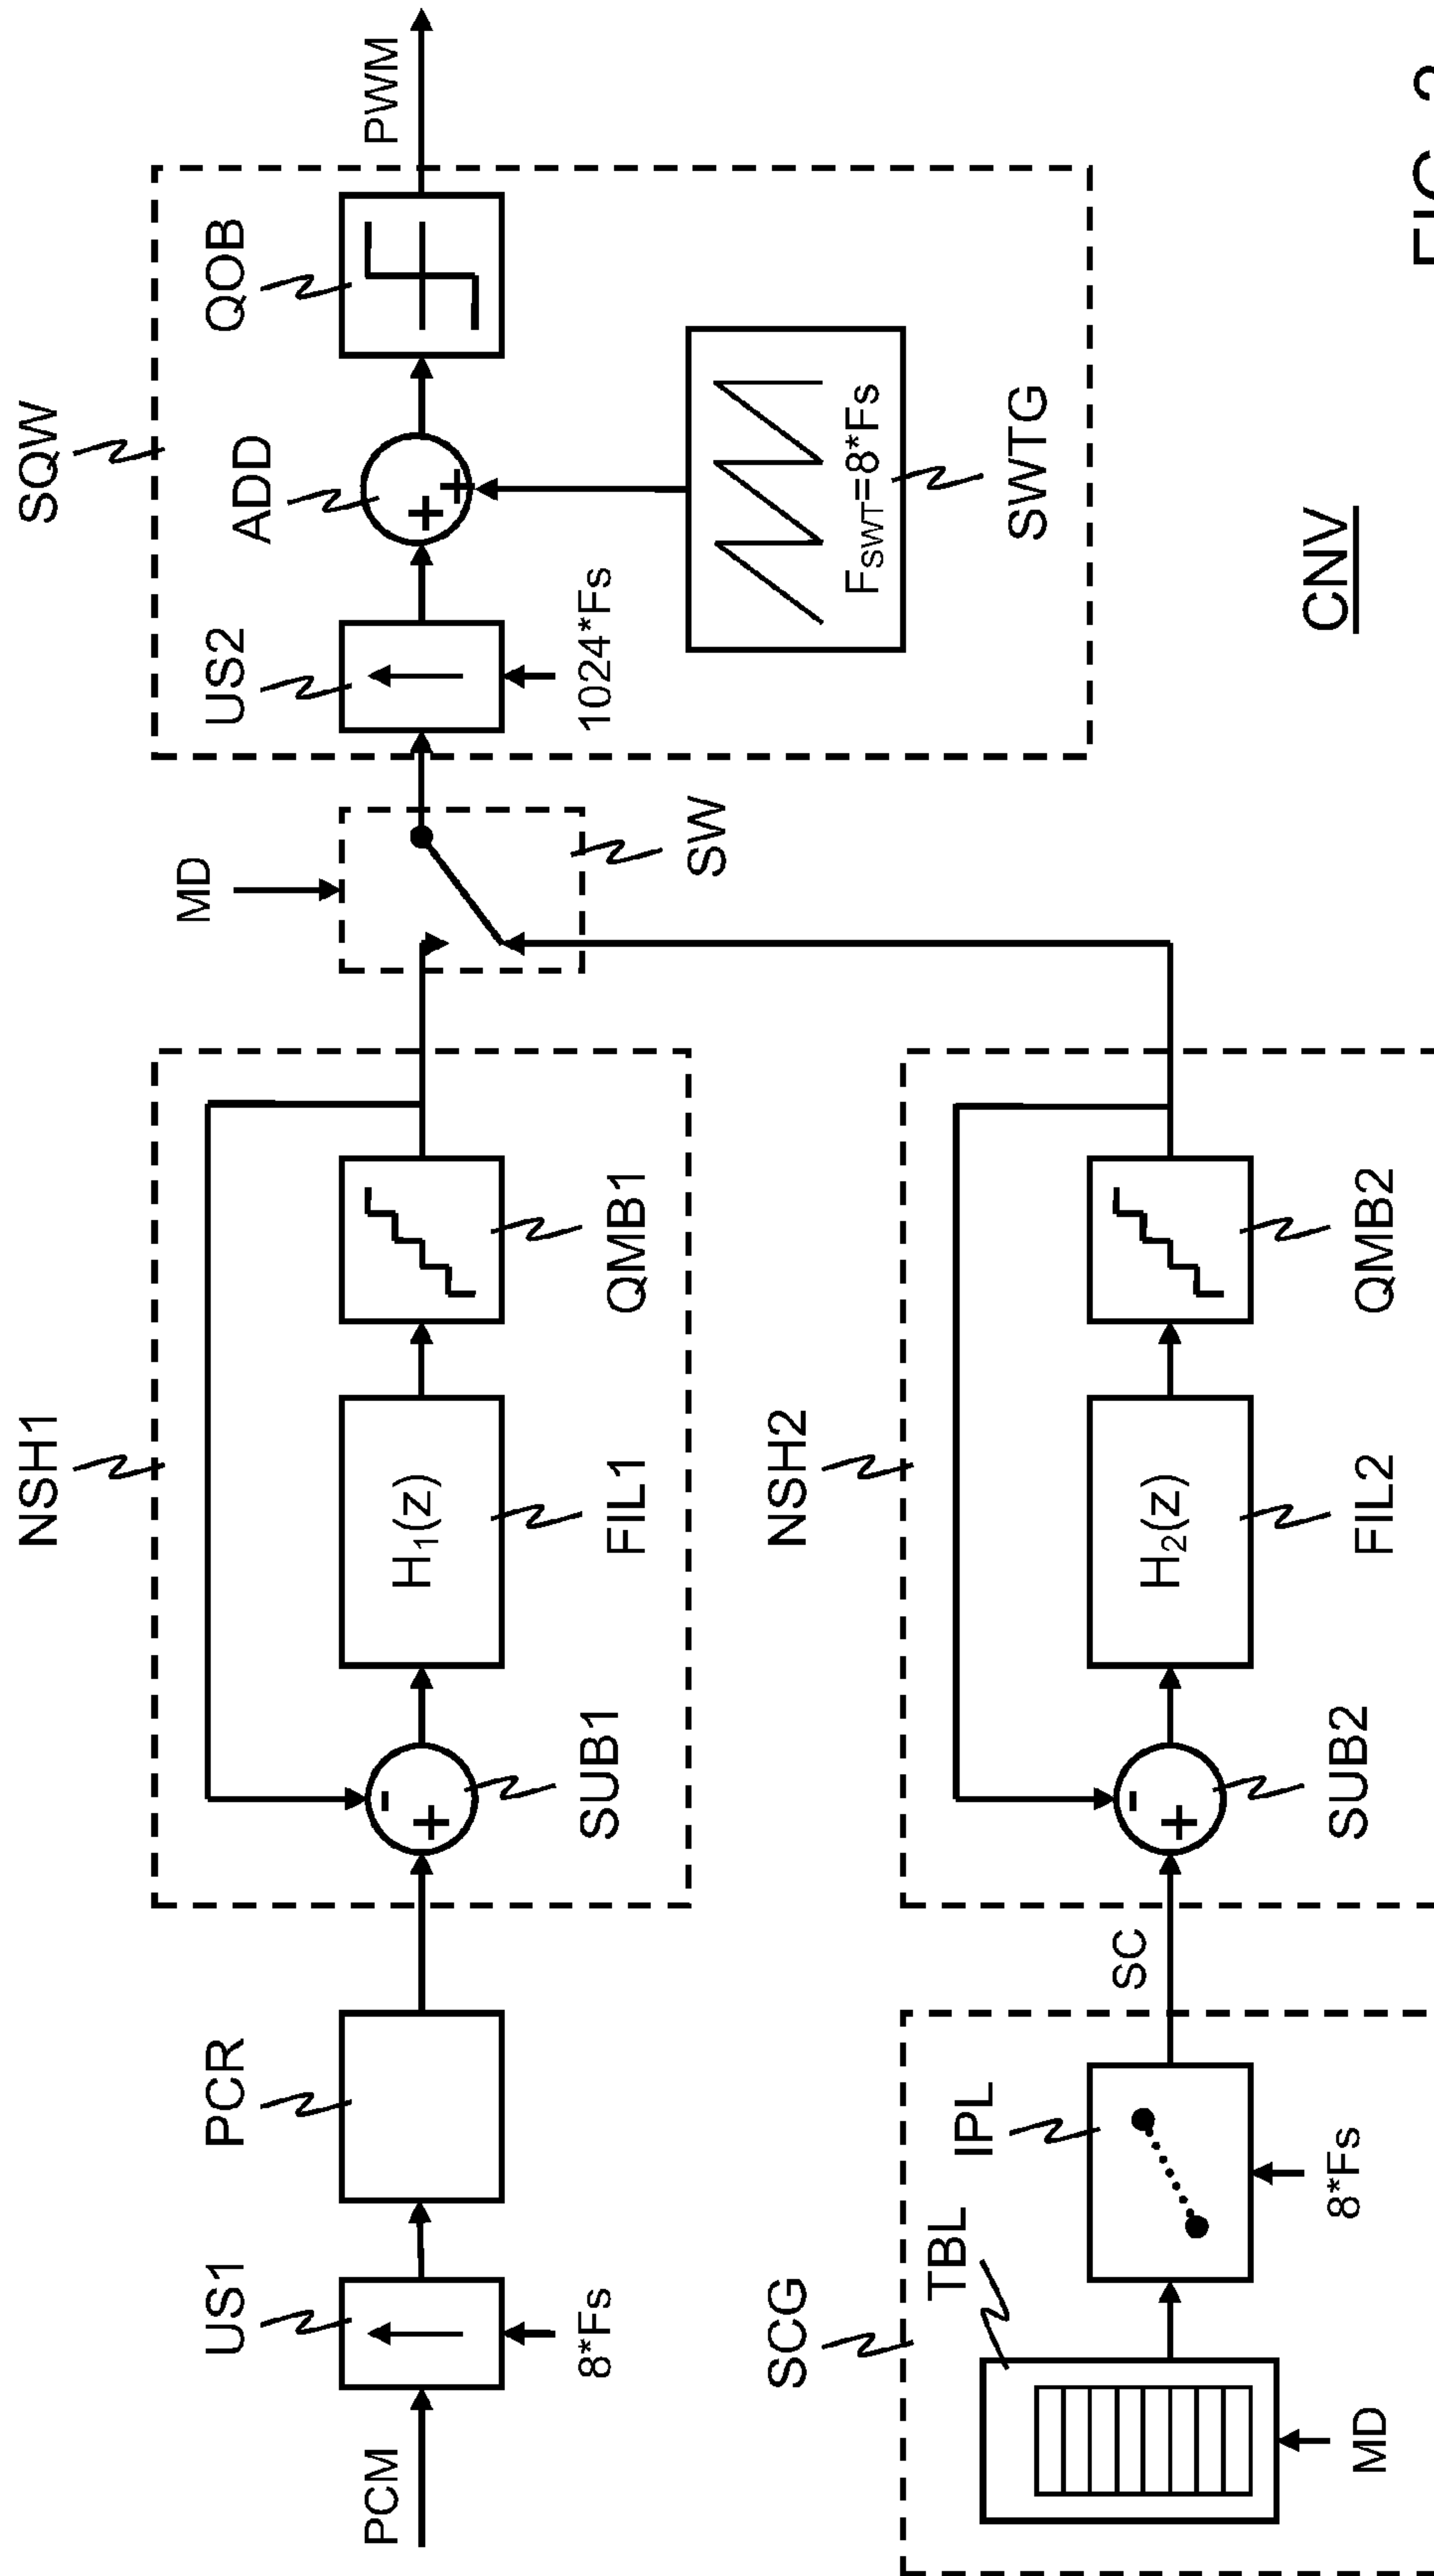 NSH1
SQW
MD
PCM
US1
8*Fs
PCR
+
-
SUB1
H₁(z)
FIL1
QMB1
SW
US2
1024*Fs
ADD
+
+
QOB
PWM
F_SWT=8*Fs
SWTG
SCG
TBL
MD
IPL
8*Fs
SC
NSH2
+
-
SUB2
H₂(z)
FIL2
QMB2
CNV